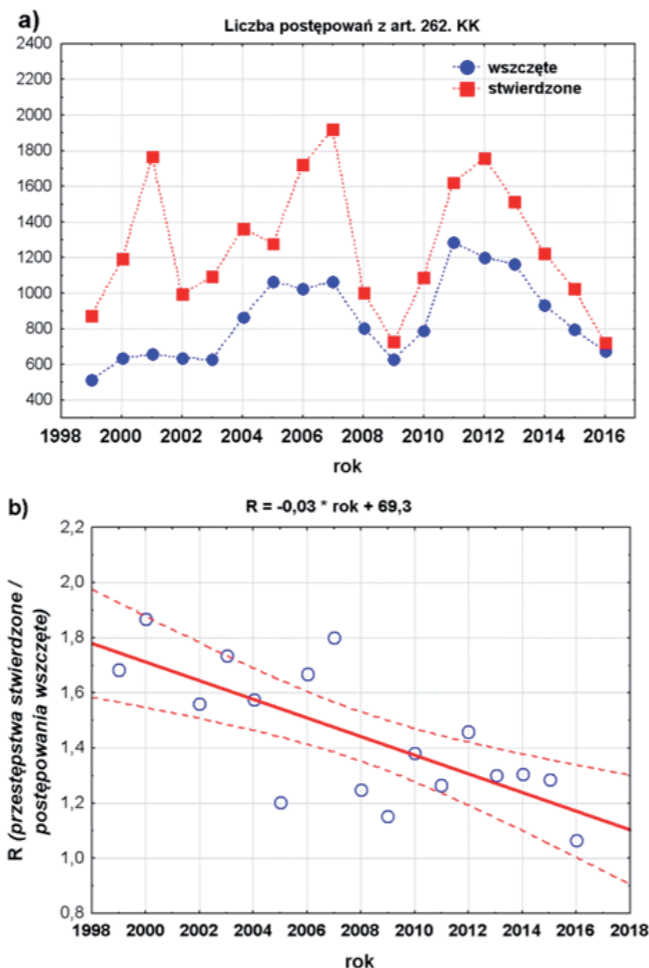 a)
Liczba postępowań z art. 262. KK
2400
2200
2000
1800
1600
1400
1200
1000
800
600
400
wszczęte
stwierdzone
1998 2000 2002 2004 2006 2008 2010 2012 2014 2016
rok
b)
R = -0,03 * rok + 69,3
R (przestępstwa stwierdzone /
postępowania wszczęte)
2,2
2,0
1,8
1,6
1,4
1,2
1,0
0,8
1998 2000 2002 2004 2006 2008 2010 2012 2014 2016 2018
rok